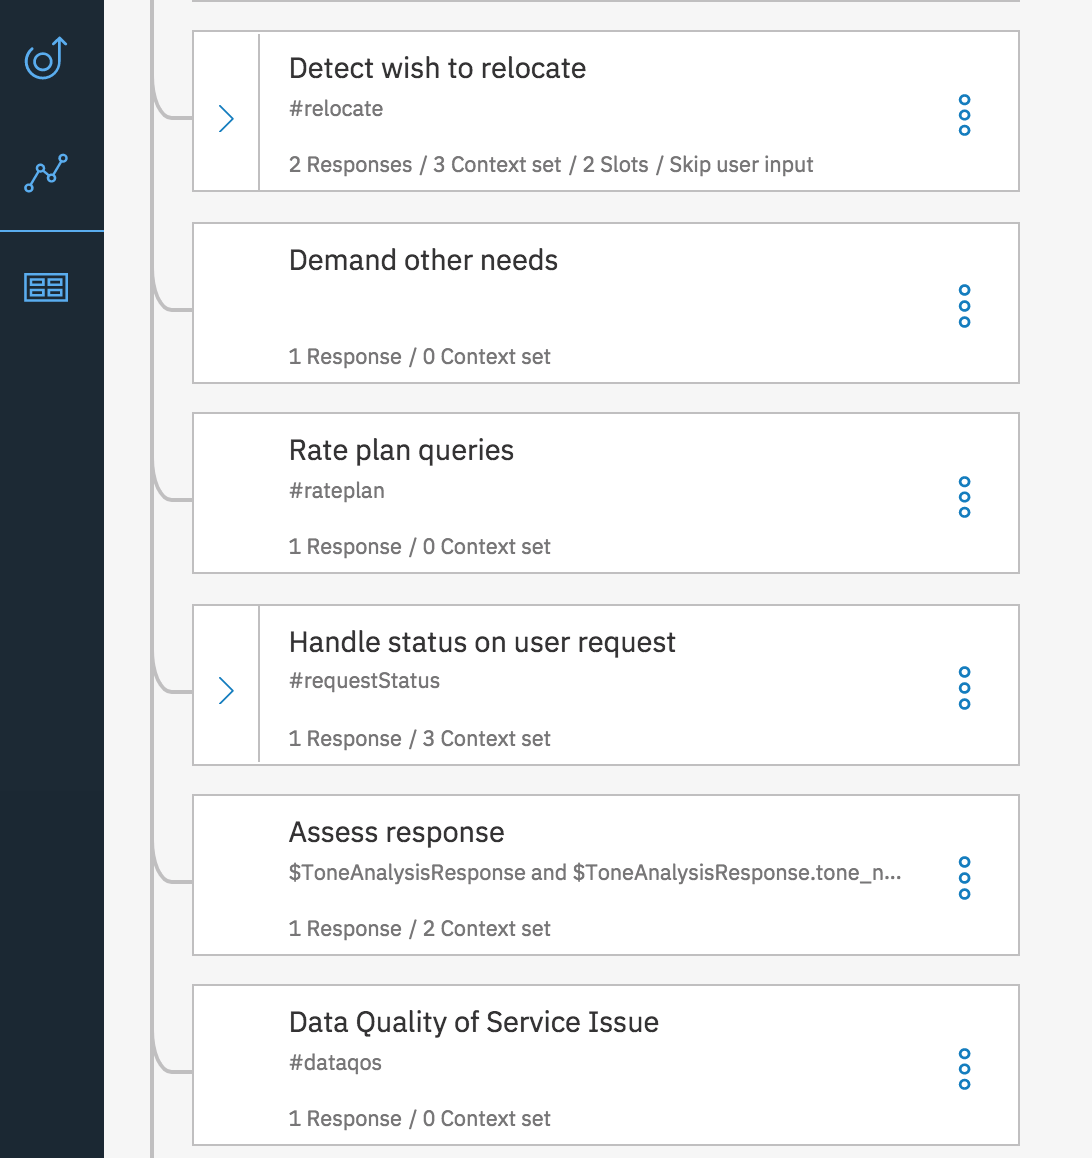 Detect wish to relocate
#relocate
2 Responses / 3 Context set / 2 Slots / Skip user input
Demand other needs
1 Response / 0 Context set
Rate plan queries
#rateplan
1 Response / 0 Context set
Handle status on user request
#requestStatus
1 Response / 3 Context set
Assess response
$ToneAnalysisResponse and $ToneAnalysisResponse.tone_n...
1 Response / 2 Context set
Data Quality of Service Issue
#dataqos
1 Response / 0 Context set